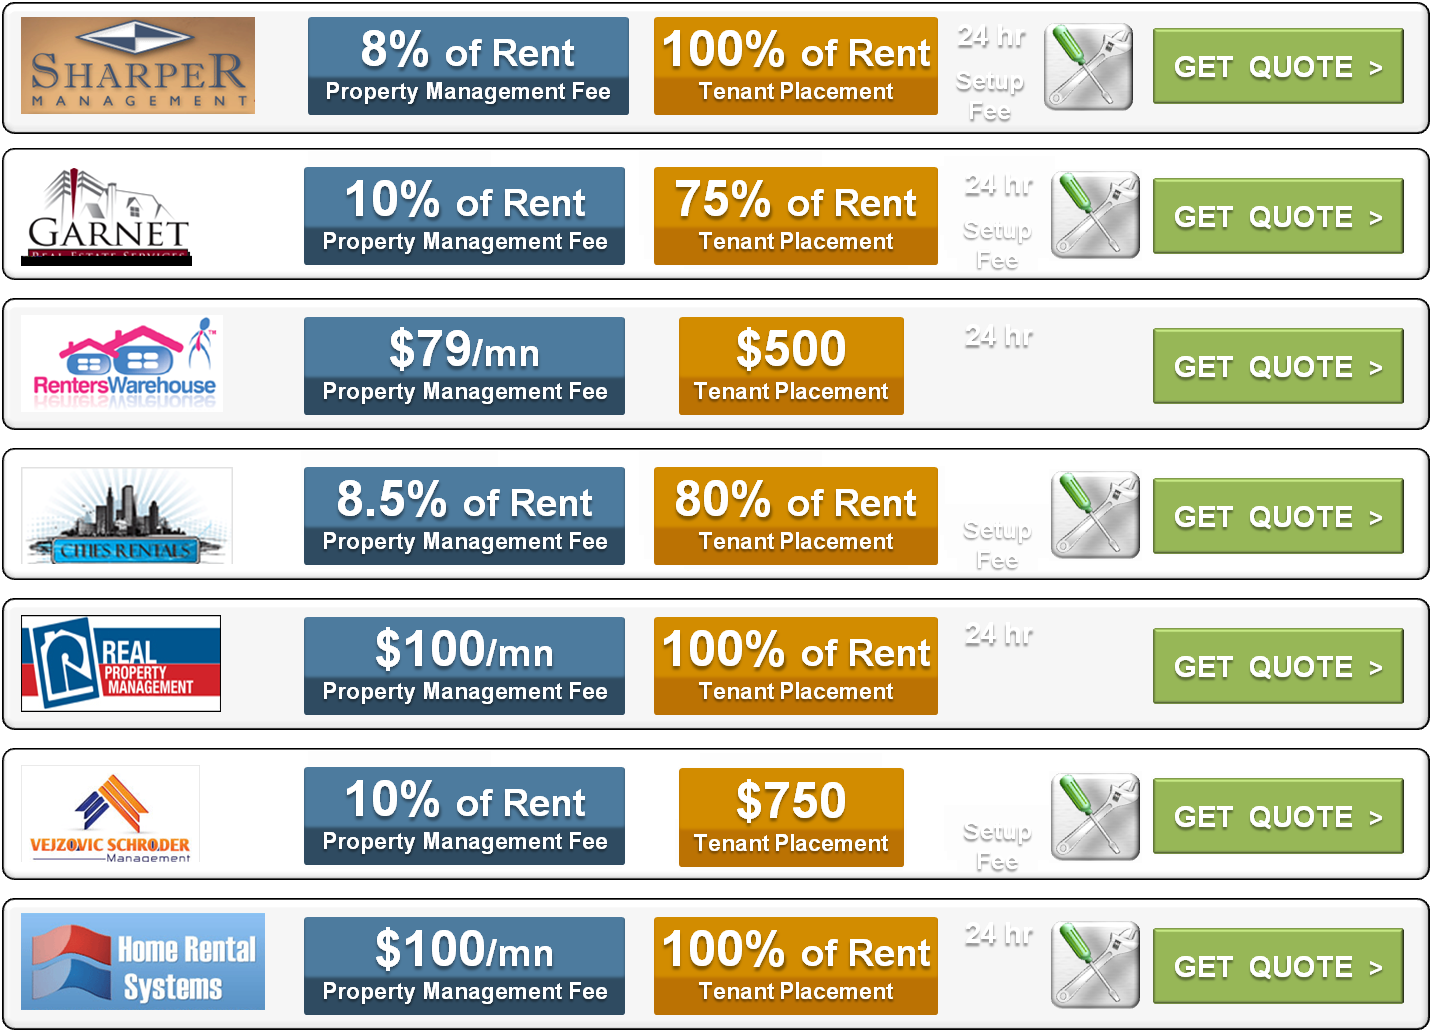 SHARPER
MANAGEMENT
8% of Rent
Property Management Fee
100% of Rent
Tenant Placement
24 hr
Setup
Fee
GET QUOTE >
GARNET
REAL ESTATE SERVICES
10% of Rent
Property Management Fee
75% of Rent
Tenant Placement
24 hr
Setup
Fee
GET QUOTE >
RentersWarehouse™
$79/mn
Property Management Fee
$500
Tenant Placement
24 hr
GET QUOTE >
CITIES RENTALS
8.5% of Rent
Property Management Fee
80% of Rent
Tenant Placement
Setup
Fee
GET QUOTE >
REAL
PROPERTY
MANAGEMENT
$100/mn
Property Management Fee
100% of Rent
Tenant Placement
24 hr
GET QUOTE >
VEJZOVIC SCHRODER
Management
10% of Rent
Property Management Fee
$750
Tenant Placement
Setup
Fee
GET QUOTE >
Home Rental
Systems
$100/mn
Property Management Fee
100% of Rent
Tenant Placement
24 hr
GET QUOTE >